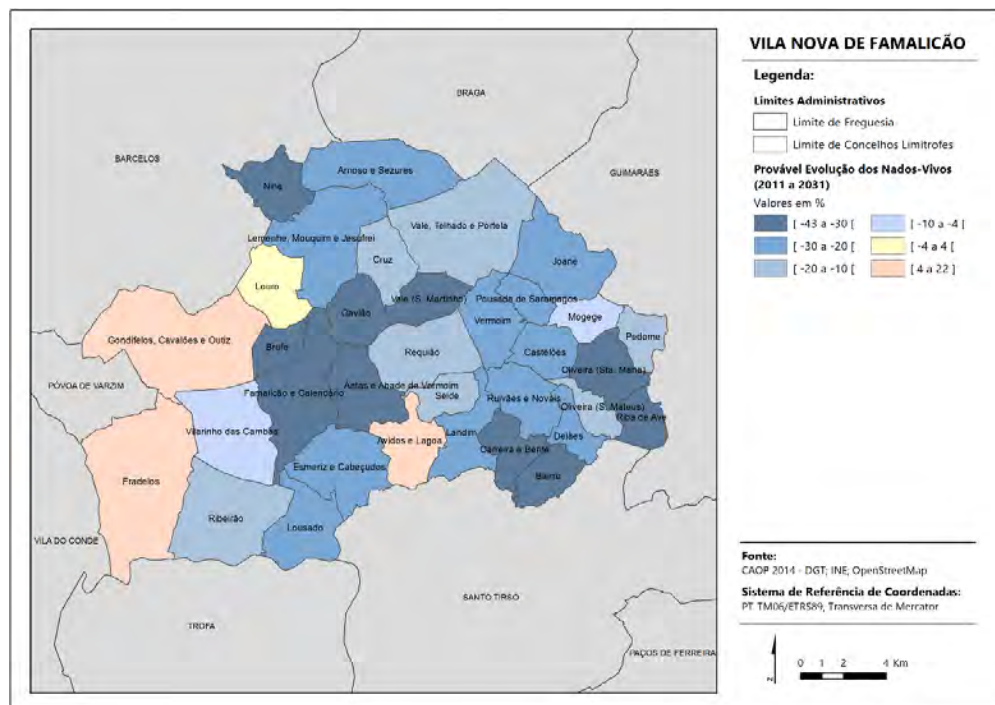 VILA NOVA DE FAMALICÃO
Legenda:
Limites Administrativos
Limite de Freguesia
Limite de Concelhos Limítrofes
Provável Evolução dos Nados-Vivos
(2011 a 2031)
Valores em %
[ -43 a -30 [
[ -10 a -4 [
[ -30 a -20 [
[ -4 a 4 [
[ -20 a -10 [
[ 4 a 22 ]
BRAGA
BARCELOS
GUIMARÃES
Nine
Arnoso e Sezures
Lemenhe, Mouquim e Jesufrei
Vale, Telhado e Portela
Cruz
Joane
Louro
Gavião
Vale (S. Martinho)
Pousada de Saramagos
Vermoim
Mogege
Pedome
Gondifelos, Cavalões e Outiz
Brufe
Requião
Castelões
Oliveira (Sta. Maria)
PÓVOA DE VARZIM
Famalicão e Calendário
Antas e Abade de Vermoim
Seide
Ruivães e Novais
Oliveira (S. Mateus)
Riba de Ave
Vilarinho das Cambas
Avidos e Lagoa
Landim
Delães
Carreira e Bente
Esmeriz e Cabeçudos
Bairro
Fradelos
Ribeirão
Lousado
VILA DO CONDE
SANTO TIRSO
TROFA
PAÇOS DE FERREIRA
Fonte:
CAOP 2014 - DGT; INE; OpenStreetMap
Sistema de Referência de Coordenadas:
PT TM06/ETRS89, Transversa de Mercator
N
0 1 2 4 Km